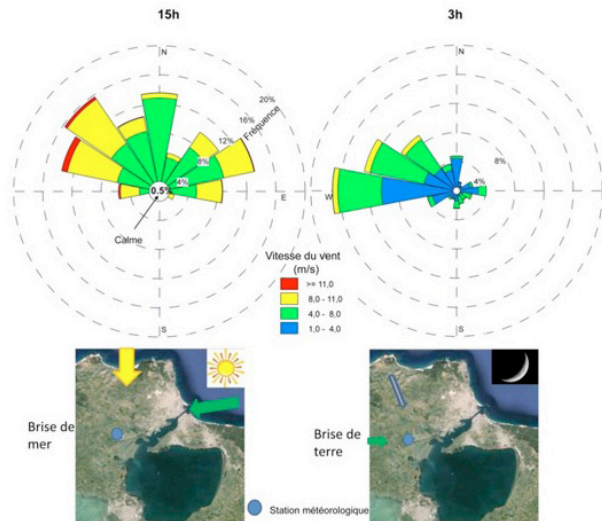 15h
3h
N
N
20%
16%
Fréquence
12%
8%
8%
4%
4%
0.5%
E
W
Calme
Vitesse du vent
(m/s)
>= 11,0
8,0 - 11,0
4,0 - 8,0
1,0 - 4,0
S
S
Brise de
mer
Brise de
terre
Station météorologique